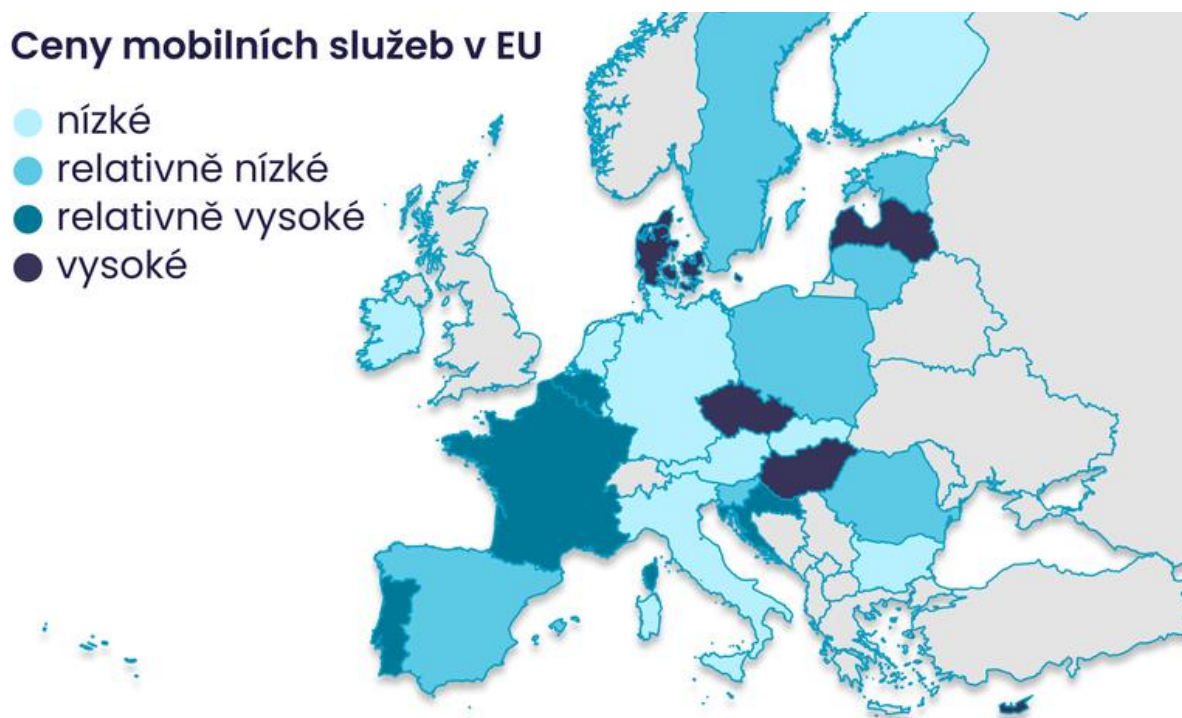 Ceny mobilních služeb v EU
nízké
relativně nízké
relativně vysoké
vysoké